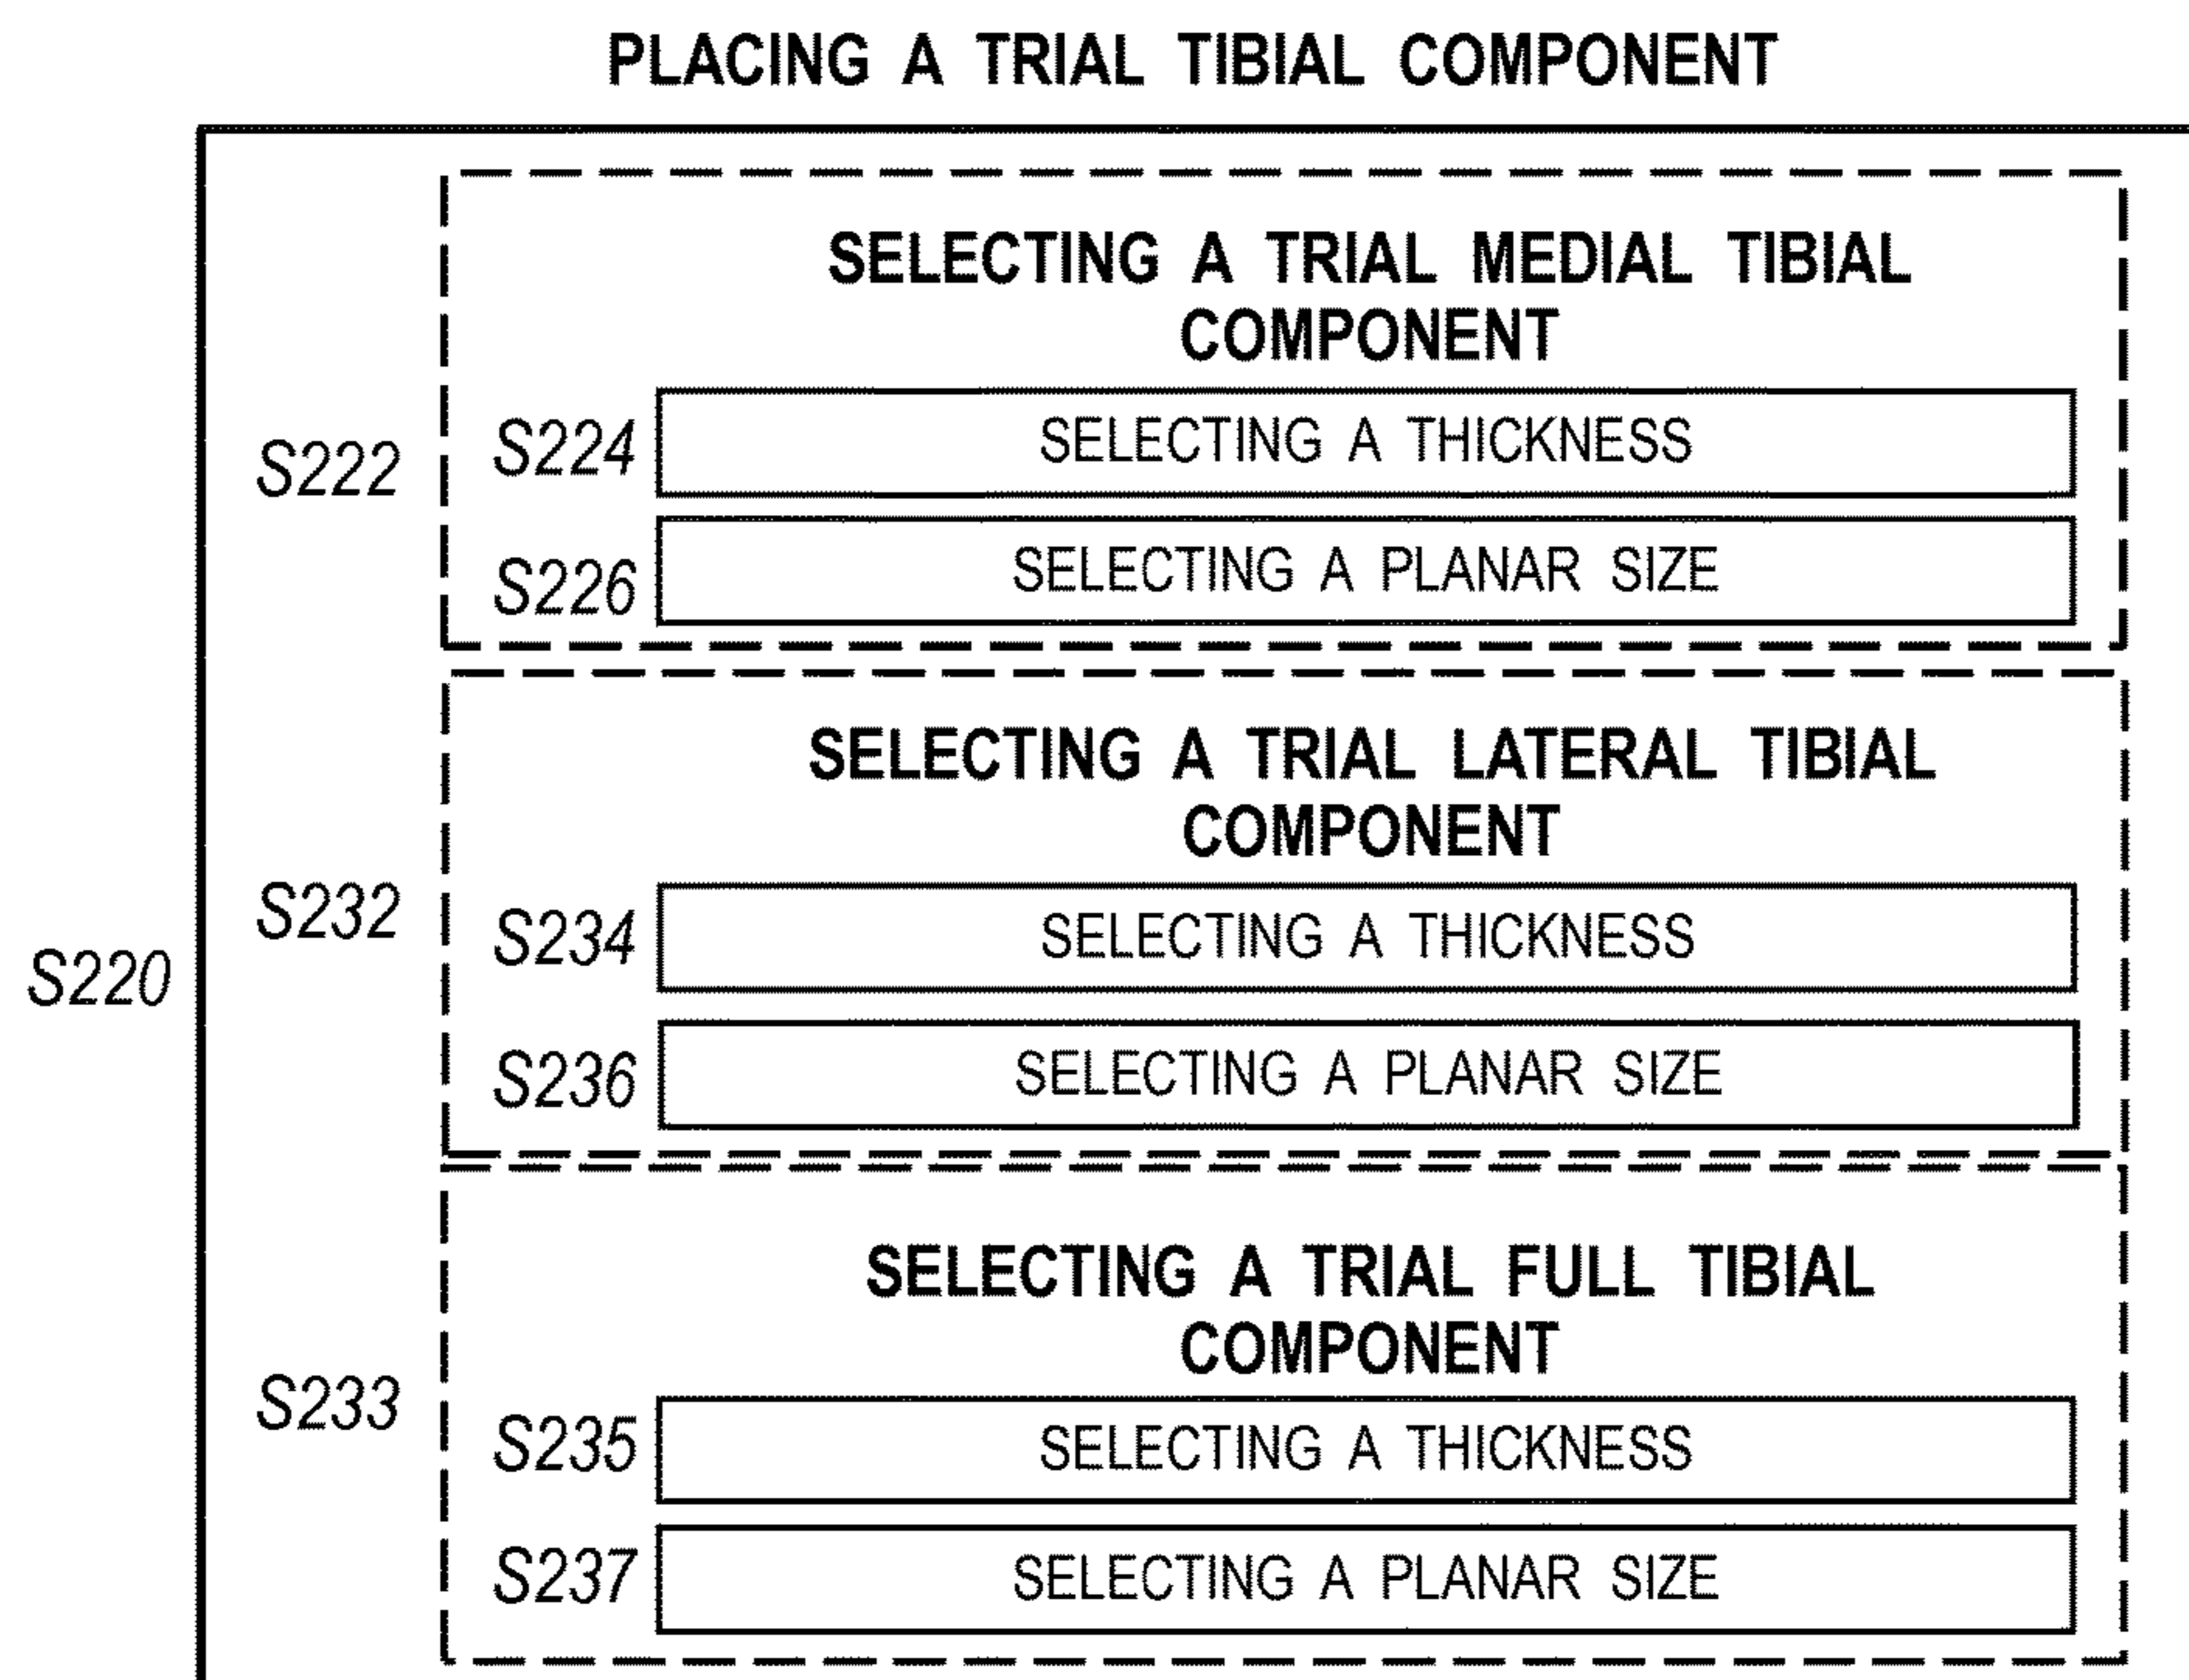 PLACING A TRIAL TIBIAL COMPONENT
SELECTING A TRIAL MEDIAL TIBIAL
COMPONENT
S222
S224
SELECTING A THICKNESS
S226
SELECTING A PLANAR SIZE
SELECTING A TRIAL LATERAL TIBIAL
COMPONENT
S232
S234
SELECTING A THICKNESS
S220
S236
SELECTING A PLANAR SIZE
SELECTING A TRIAL FULL TIBIAL
COMPONENT
S233
S235
SELECTING A THICKNESS
S237
SELECTING A PLANAR SIZE